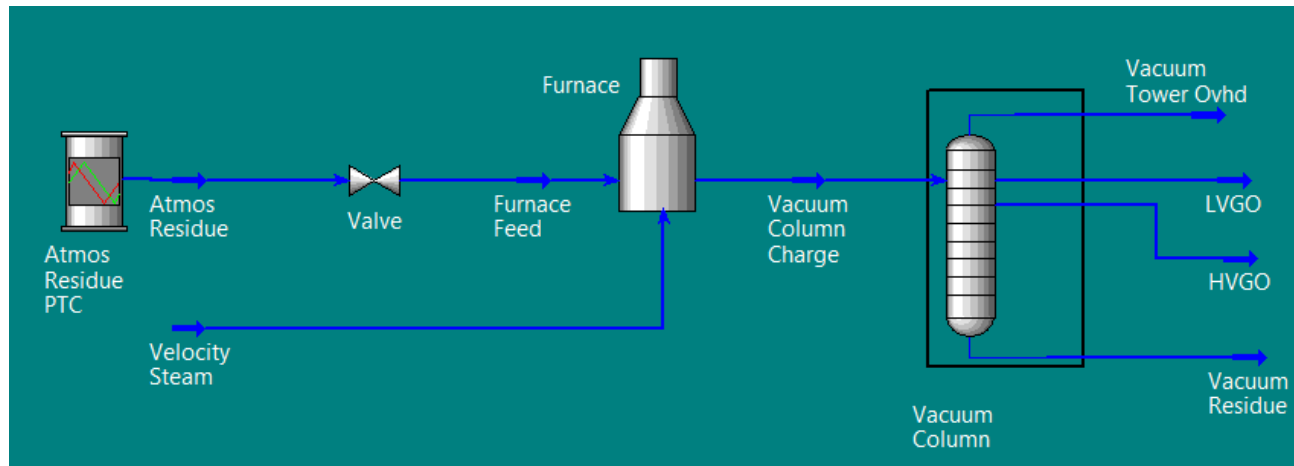 Furnace
Vacuum
Tower Ovhd
Atmos
Residue
Valve
Furnace
Feed
Vacuum
Column
Charge
LVGO
Atmos
Residue
PTC
HVGO
Velocity
Steam
Vacuum
Residue
Vacuum
Column